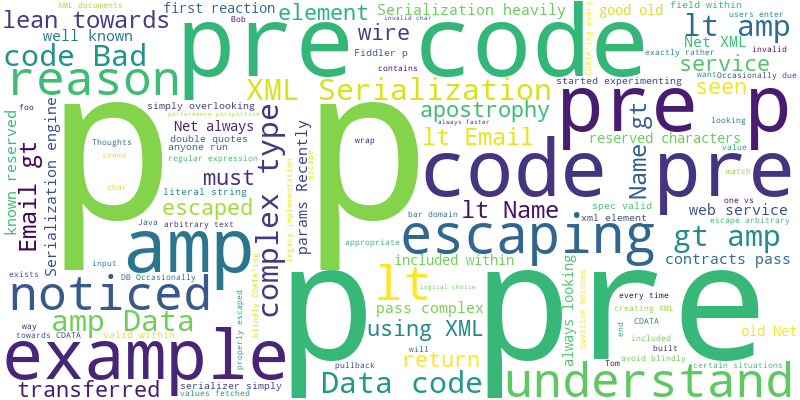 XML documents
first reaction
Bob
element
Serialization heavily
good old
field within
lean towards
well known
wire
invalid char
Fiddler p
lt amp
users enter
code Bad
pre code
Net XML
exactly rather
invalid
reason
contains
service
want
Occasionally due
XML Serialization
started experimenting
seen
known reserved
foo
simply overlooking
performance perspective
apostrophy
pre p
Net always
double quotes
anyone run
always faster
looking
Thoughts
lt Email
reserved characters
value
seems
regular expression
wrap
code pre
match
Email gt
Serialization engine
must
complex type
params Recently
legacy implementation
escape
Name gt
char
literal string
escaped
arbitrary text
lt Name
spec valid
one vs
web service
Java
bar domain
xml element
escape arbitrary
amp
p
p
escaping
gt amp
appropriate
input
exists
DB Occasionally
included within
contracts pass
noticed
blindly CDATA'ing
properly escaped
lt
logical choice
pass complex
always looking
question becomes
p pre
every time
creating XML
amp Data
way
towards CDATA
valid within
using XML
will
end
CDATA
included
built
old Net
example
return
pullback
Tom
avoid blindly
certain situations
transferred
serializer simply
values fetched
Data code
understand